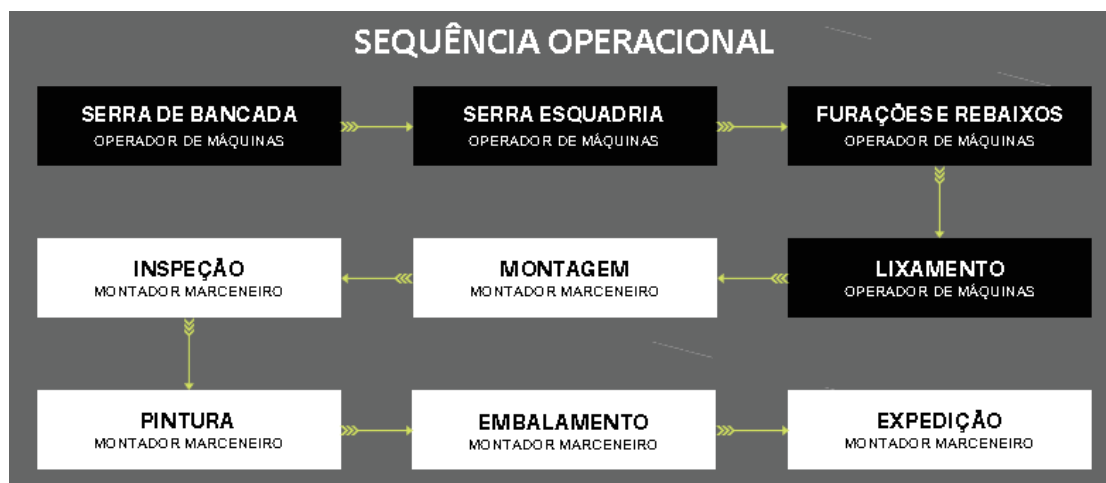 SEQUÊNCIA OPERACIONAL
SERRA DE BANCADA
OPERADOR DE MÁQUINAS
SERRA ESQUADRIA
OPERADOR DE MÁQUINAS
FURAÇÕES E REBAIXOS
OPERADOR DE MÁQUINAS
LIXAMENTO
OPERADOR DE MÁQUINAS
MONTAGEM
MONTADOR MARCENEIRO
INSPEÇÃO
MONTADOR MARCENEIRO
PINTURA
MONTADOR MARCENEIRO
EMBALAMENTO
MONTADOR MARCENEIRO
EXPEDIÇÃO
MONTADOR MARCENEIRO